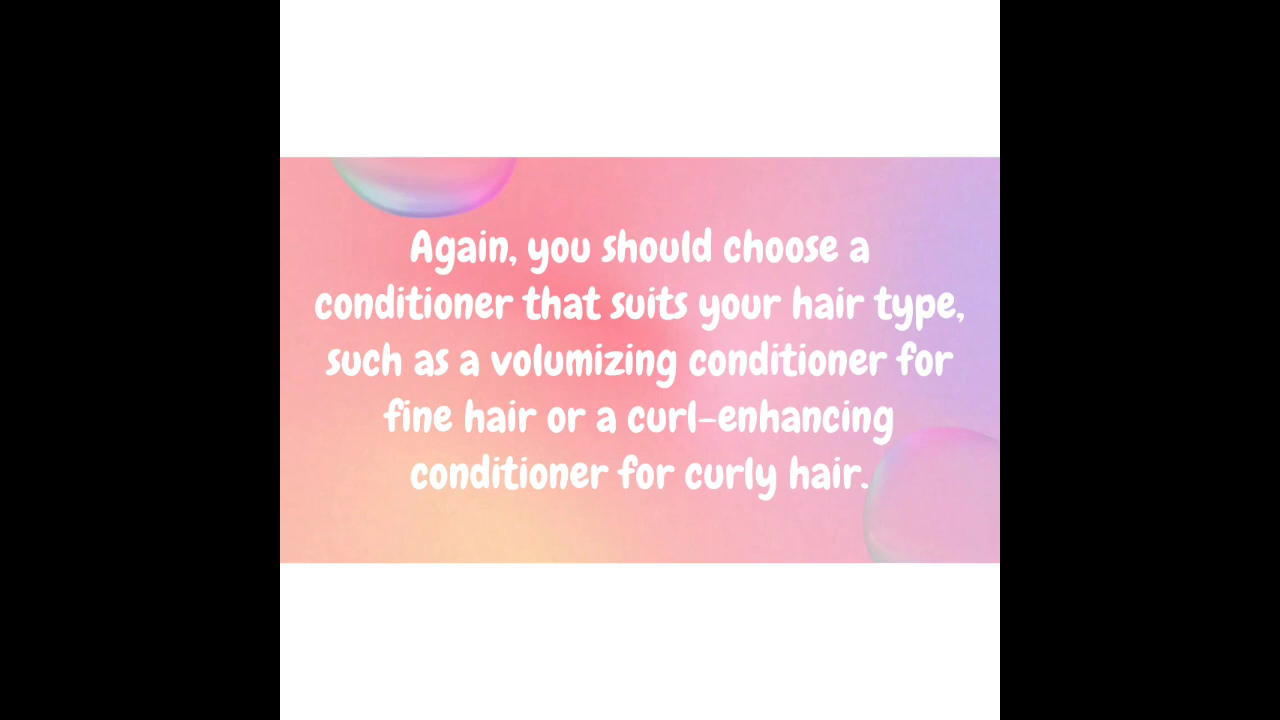 Again, you should choose a
conditioner that suits your hair type,
such as a volumizing conditioner for
fine hair or a curl-enhancing
conditioner for curly hair.